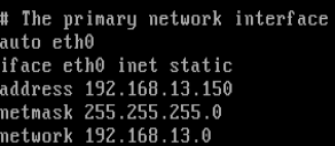 # The primary network interface
auto eth0
iface eth0 inet static
address 192.168.13.150
netmask 255.255.255.0
network 192.168.13.0